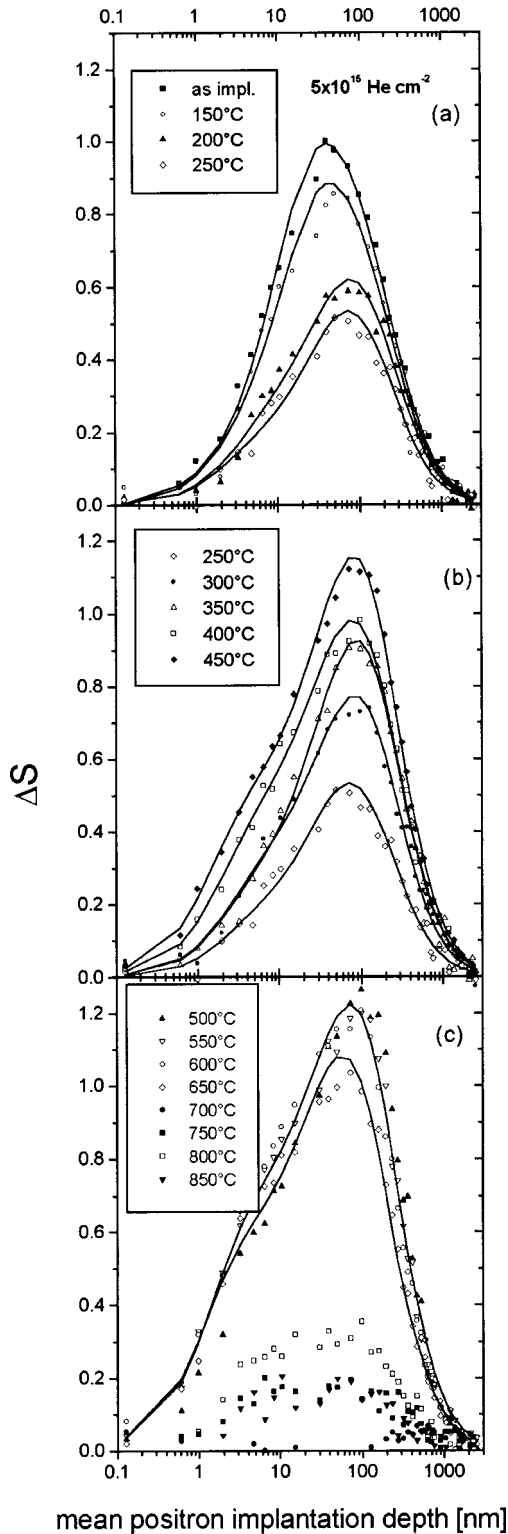 0.1 1 10 100 1000
1.2
1.0
0.8
0.6
0.4
0.2
0.0
as impl.
150°C
200°C
250°C
5x10¹⁵ He cm⁻²
(a)
1.2
1.0
0.8
0.6
0.4
0.2
0.0
250°C
300°C
350°C
400°C
450°C
(b)
ΔS
1.2
1.0
0.8
0.6
0.4
0.2
0.0
500°C
550°C
600°C
650°C
700°C
750°C
800°C
850°C
(c)
0.1 1 10 100 1000
mean positron implantation depth [nm]